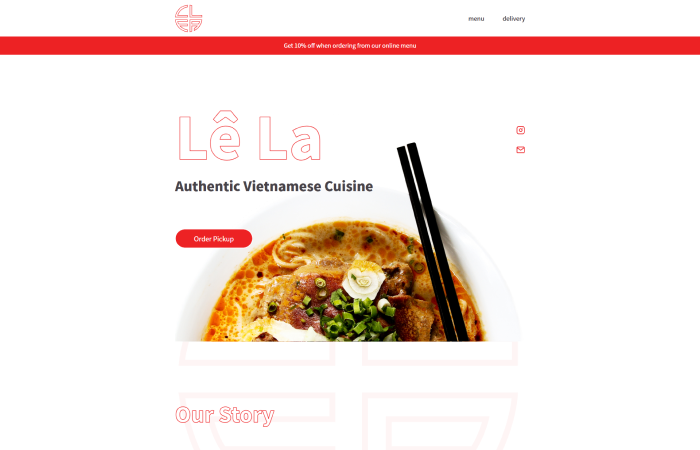 menu
delivery
Get 10% off when ordering from our online menu
Lê La
Authentic Vietnamese Cuisine
Order Pickup
Our Story